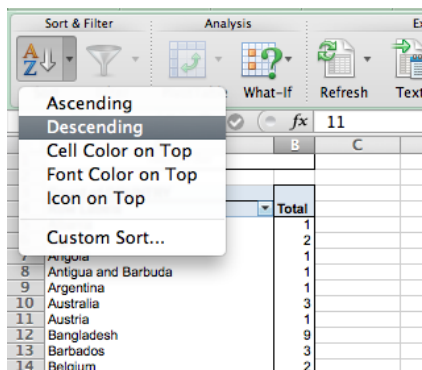 Sort & Filter Analysis
What-If Refresh Text
Ascending
Descending
Cell Color on Top
Font Color on Top
Icon on Top
Custom Sort...
fx 11
B C
Total
1
2
7 Angola 1
8 Antigua and Barbuda 1
9 Argentina 1
10 Australia 3
11 Austria 1
12 Bangladesh 9
13 Barbados 3
14 Belgium 2